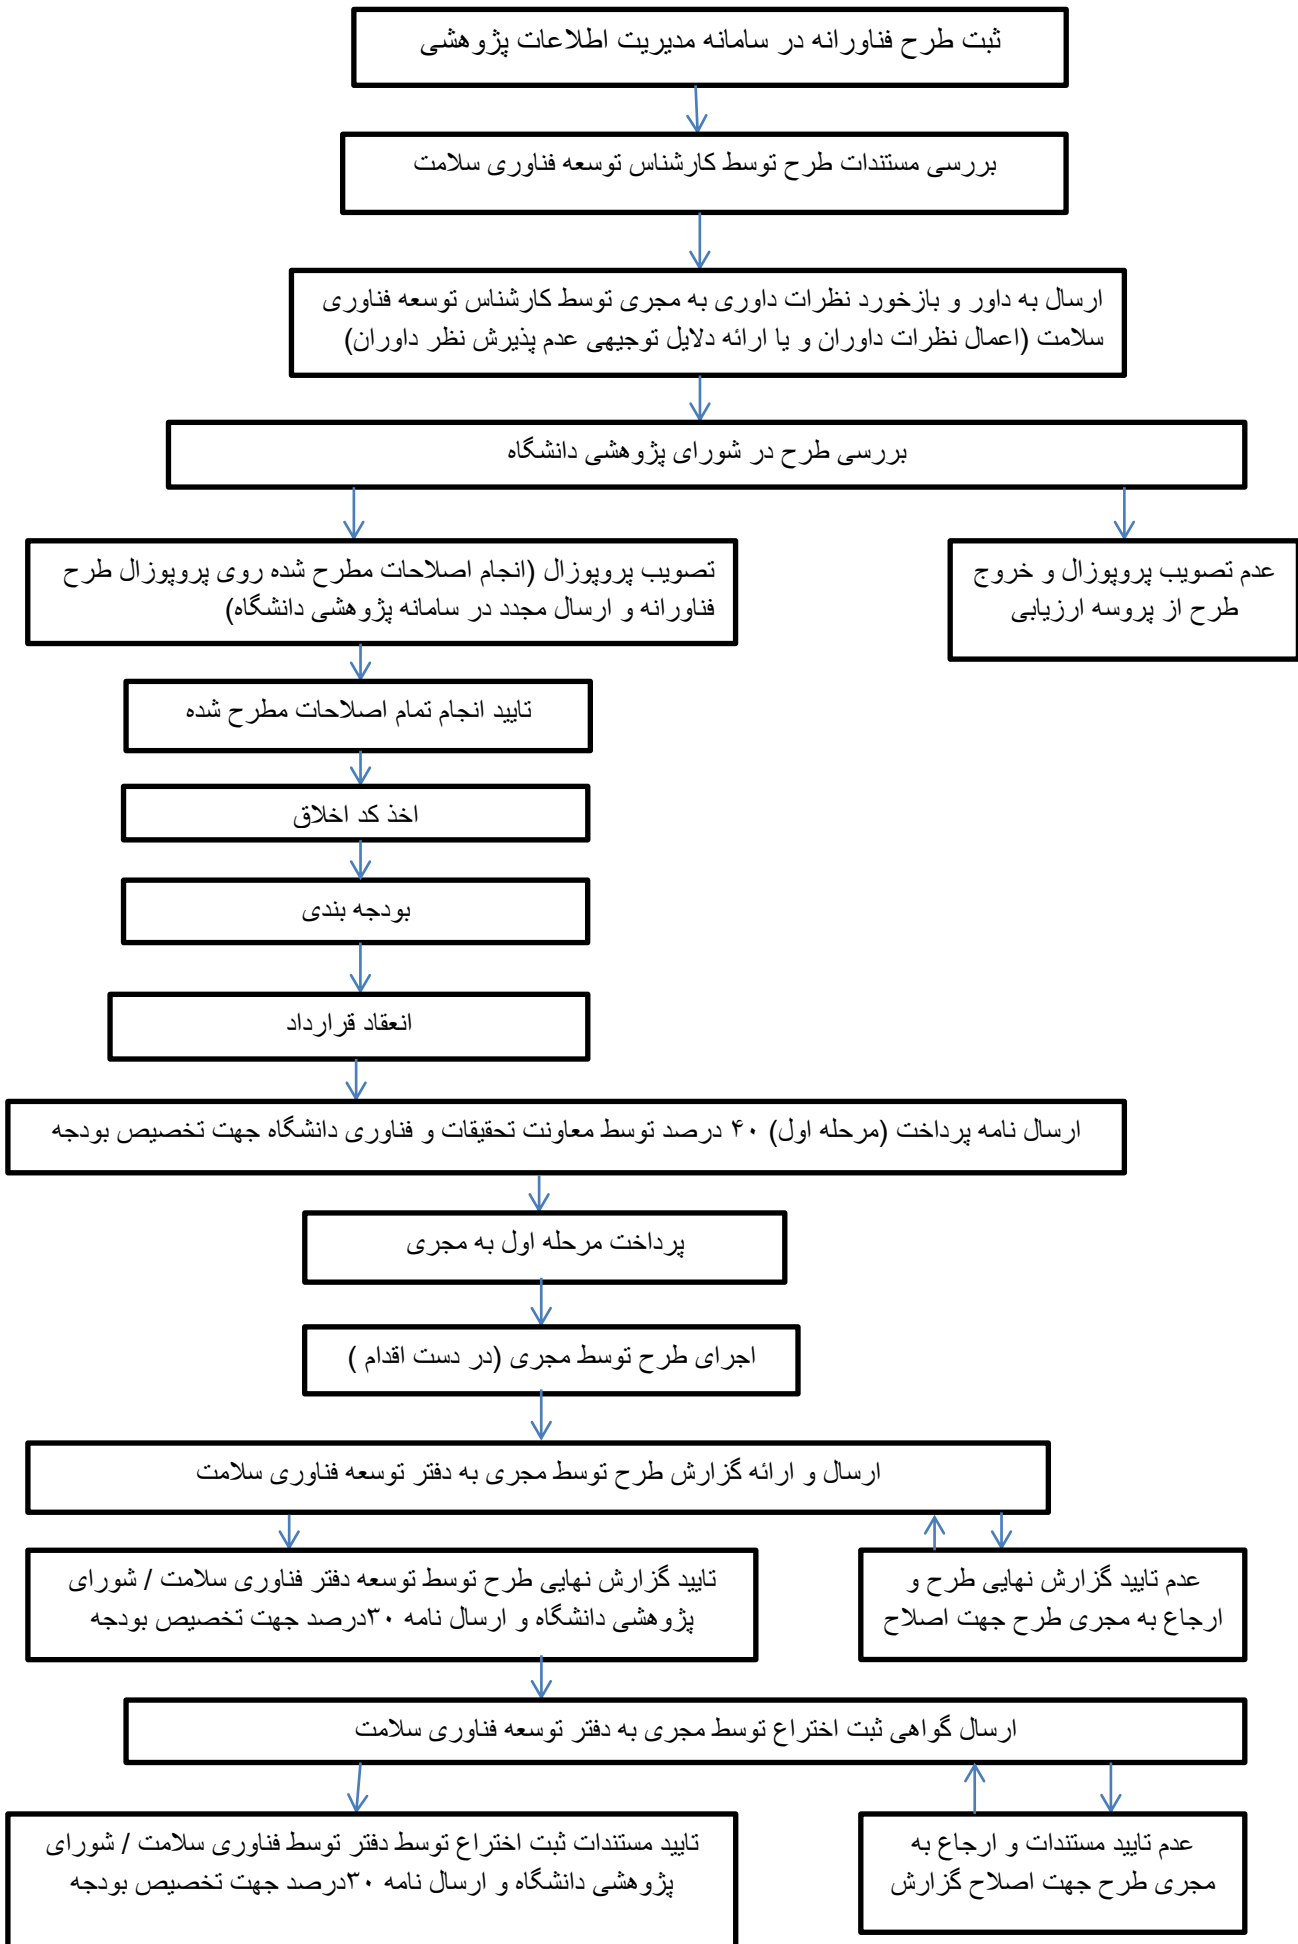 ثبت طرح فناورانه در سامانه مدیریت اطلاعات پژوهشی
بررسی مستندات طرح توسط کارشناس توسعه فناوری سلامت
ارسال به داور و بازخورد نظرات داوری به مجری توسط کارشناس توسعه فناوری
سلامت (اعمال نظرات داوران و یا ارائه دلایل توجیهی عدم پذیرش نظر داوران)
بررسی طرح در شورای پژوهشی دانشگاه
عدم تصویب پروپوزال و خروج
طرح از پروسه ارزیابی
تصویب پروپوزال (انجام اصلاحات مطرح شده روی پروپوزال طرح
فناورانه و ارسال مجدد در سامانه پژوهشی دانشگاه)
تایید انجام تمام اصلاحات مطرح شده
اخذ کد اخلاق
بودجه بندی
انعقاد قرارداد
ارسال نامه پرداخت (مرحله اول) ۴۰ درصد توسط معاونت تحقیقات و فناوری دانشگاه جهت تخصیص بودجه
پرداخت مرحله اول به مجری
اجرای طرح توسط مجری (در دست اقدام )
ارسال و ارائه گزارش طرح توسط مجری به دفتر توسعه فناوری سلامت
عدم تایید گزارش نهایی طرح و
ارجاع به مجری طرح جهت اصلاح
تایید گزارش نهایی طرح توسط توسعه دفتر فناوری سلامت / شورای
پژوهشی دانشگاه و ارسال نامه ۳۰درصد جهت تخصیص بودجه
ارسال گواهی ثبت اختراع توسط مجری به دفتر توسعه فناوری سلامت
عدم تایید مستندات و ارجاع به
مجری طرح جهت اصلاح گزارش
تایید مستندات ثبت اختراع توسط دفتر توسط فناوری سلامت / شورای
پژوهشی دانشگاه و ارسال نامه ۳۰درصد جهت تخصیص بودجه